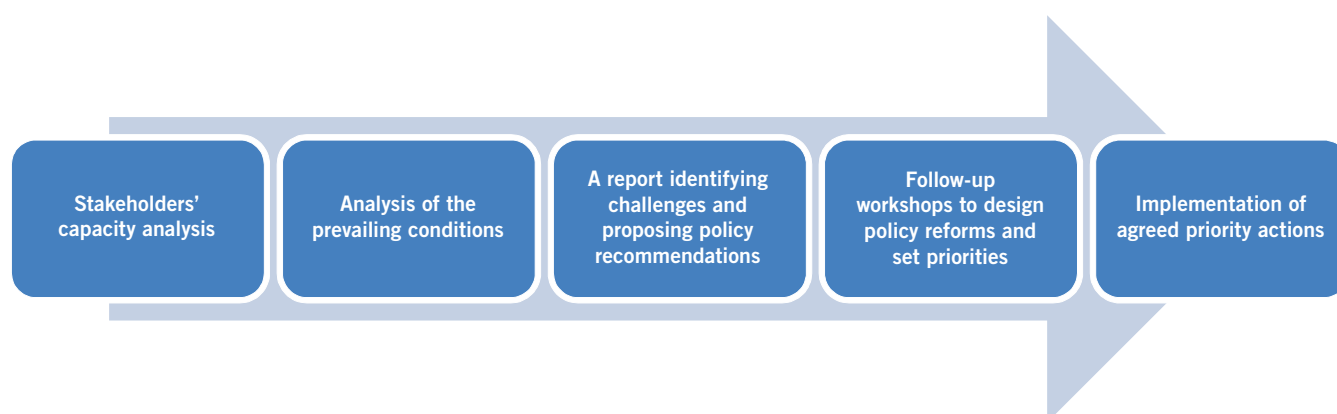 Stakeholders’
capacity analysis
Analysis of the
prevailing conditions
A report identifying
challenges and
proposing policy
recommendations
Follow-up
workshops to design
policy reforms and
set priorities
Implementation of
agreed priority actions